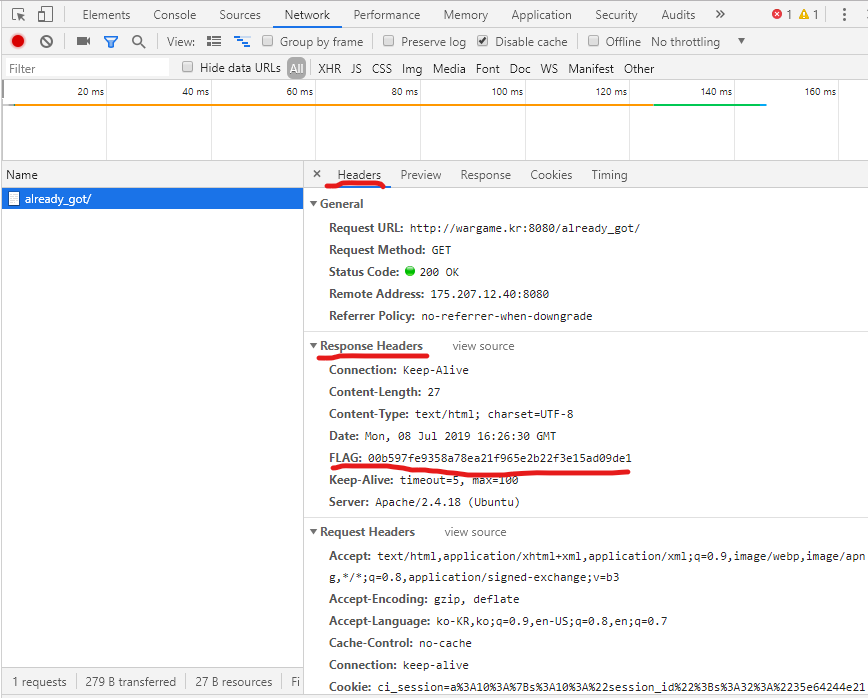 Elements Console Sources Network Performance Memory Application Security Audits » 1 1
View: Group by frame Preserve log Disable cache Offline No throttling
Filter Hide data URLs All XHR JS CSS Img Media Font Doc WS Manifest Other
20 ms 40 ms 60 ms 80 ms 100 ms 120 ms 140 ms 160 ms
Name
already_got/
× Headers Preview Response Cookies Timing
General
Request URL: http://wargame.kr:8080/already_got/
Request Method: GET
Status Code: 200 OK
Remote Address: 175.207.12.40:8080
Referrer Policy: no-referrer-when-downgrade
Response Headers view source
Connection: Keep-Alive
Content-Length: 27
Content-Type: text/html; charset=UTF-8
Date: Mon, 08 Jul 2019 16:26:30 GMT
FLAG: 00b597fe9358a78ea21f965e2b22f3e15ad09de1
Keep-Alive: timeout=5, max=100
Server: Apache/2.4.18 (Ubuntu)
Request Headers view source
Accept: text/html,application/xhtml+xml,application/xml;q=0.9,image/webp,image/apn
g,*/*;q=0.8,application/signed-exchange;v=b3
Accept-Encoding: gzip, deflate
Accept-Language: ko-KR,ko;q=0.9,en-US;q=0.8,en;q=0.7
Cache-Control: no-cache
Connection: keep-alive
Cookie: ci_session=a%3A10%3A%7Bs%3A10%3A%22session_id%22%3Bs%3A32%3A%2235e64244e21
1 requests 279 B transferred 27 B resources Fi